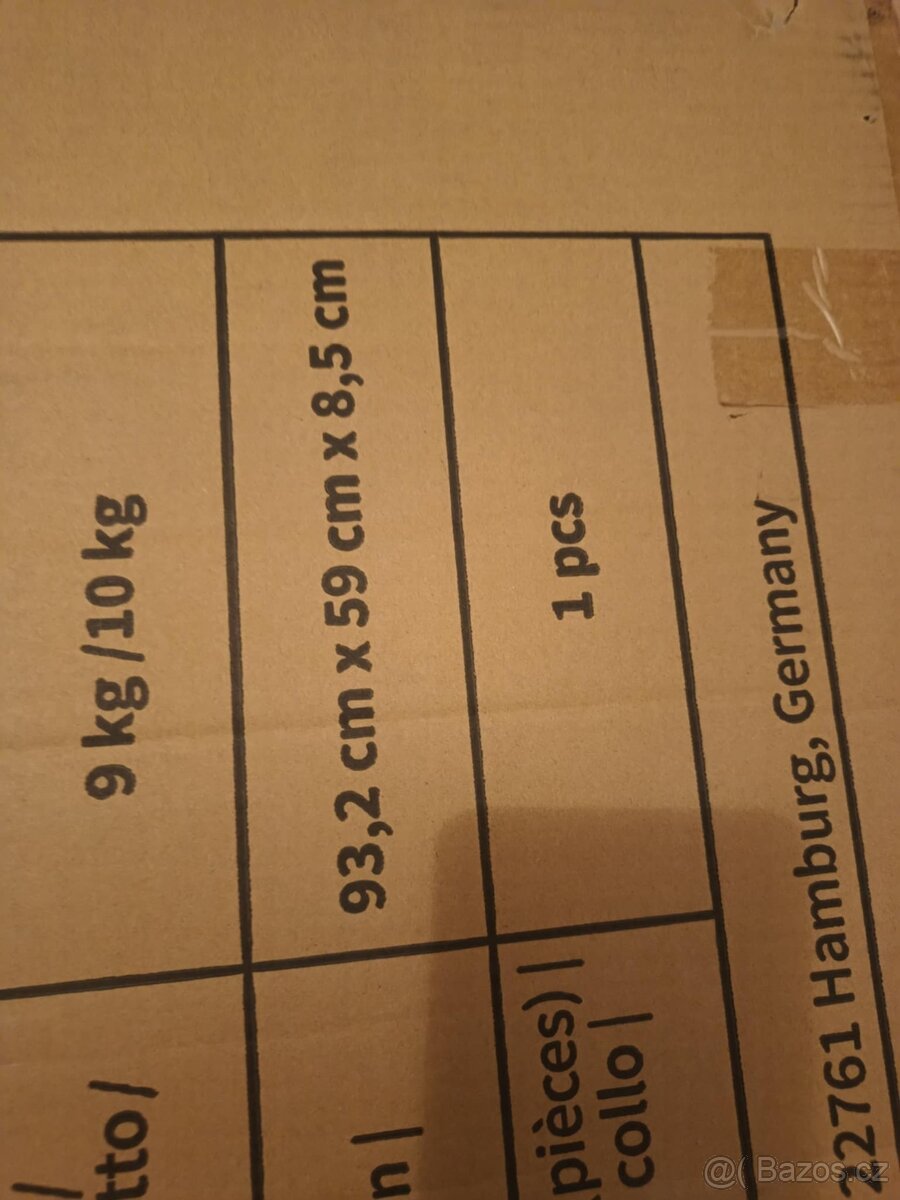 tto/ 9 kg /10 kg
n | 93,2 cm x 59 cm x 8,5 cm
pièces) | 1 pcs
collo |
22761 Hamburg, Germany
@( Bazos.cz